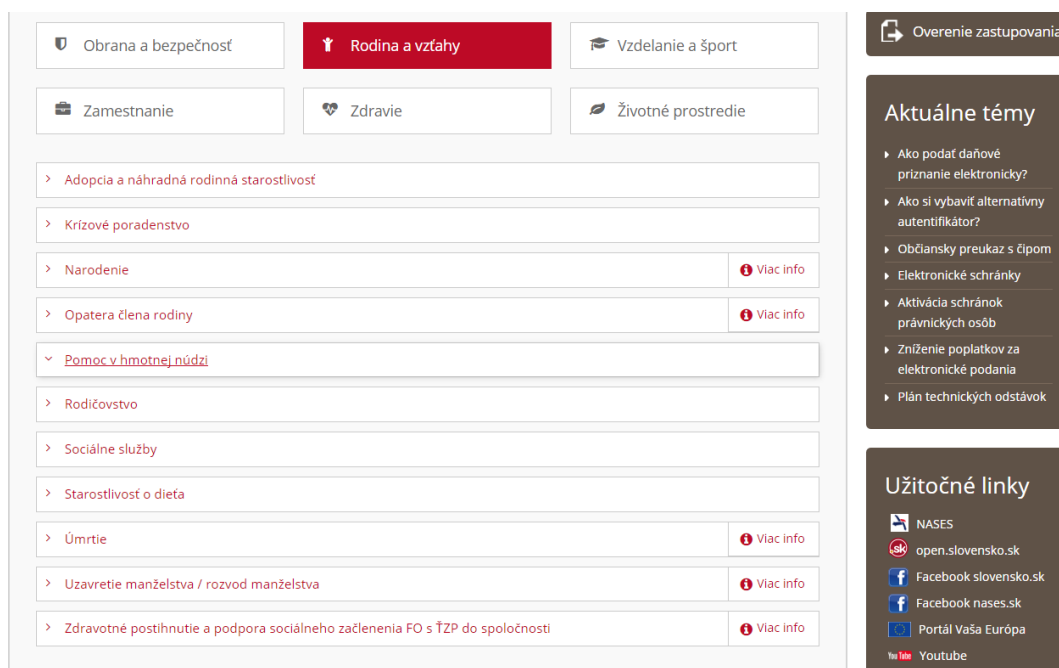 Obrana a bezpečnosť
Rodina a vzťahy
Vzdelanie a šport
Zamestnanie
Zdravie
Životné prostredie
Adopcia a náhradná rodinná starostlivosť
Krízové poradenstvo
Narodenie
Viac info
Opatera člena rodiny
Viac info
Pomoc v hmotnej núdzi
Rodičovstvo
Sociálne služby
Starostlivosť o dieťa
Úmrtie
Viac info
Uzavretie manželstva / rozvod manželstva
Viac info
Zdravotné postihnutie a podpora sociálneho začlenenia FO s ŤZP do spoločnosti
Viac info
Overenie zastupovania
Aktuálne témy
Ako podať daňové
priznanie elektronicky?
Ako si vybaviť alternatívny
autentifikátor?
Občiansky preukaz s čipom
Elektronické schránky
Aktivácia schránok
právnických osôb
Zníženie poplatkov za
elektronické podania
Plán technických odstávok
Užitočné linky
NASES
.sk open.slovensko.sk
f Facebook slovensko.sk
f Facebook nases.sk
Portál Vaša Európa
You Tube Youtube